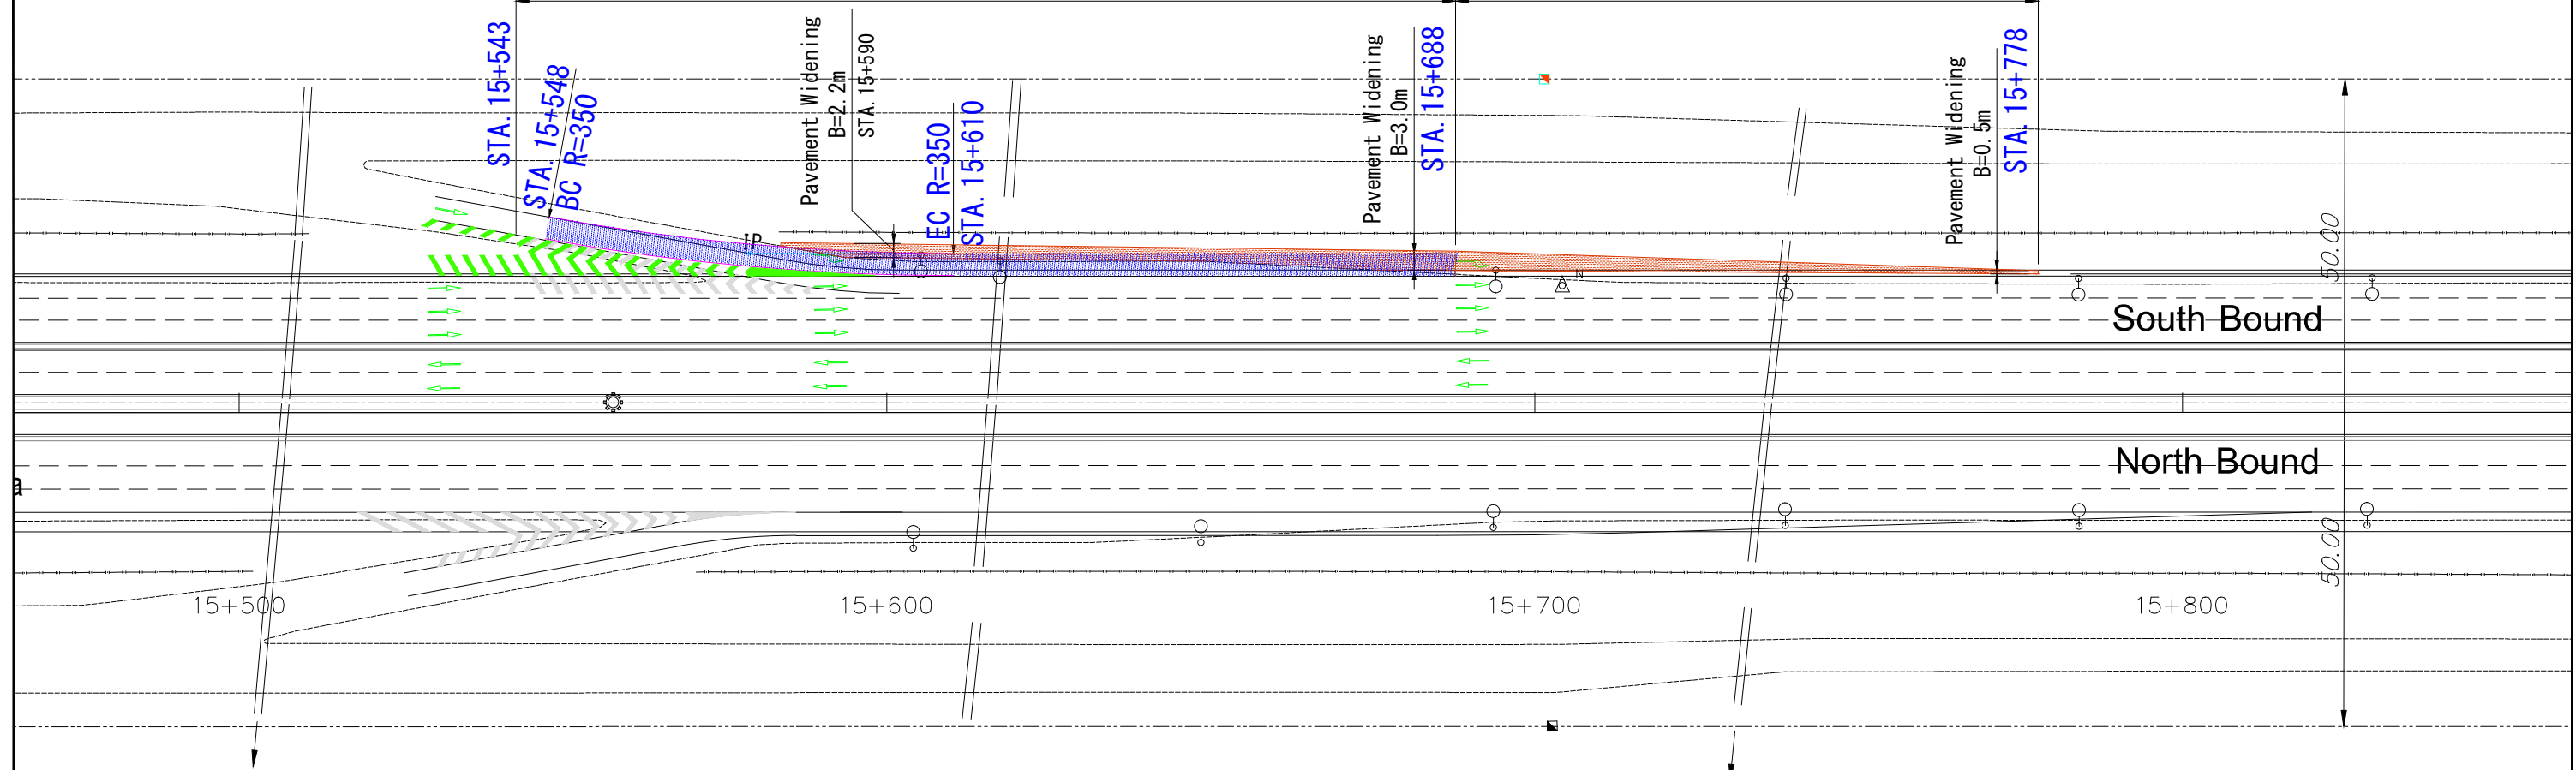 STA. 15+543
STA. 15+548
BC R=350
Pavement Widening
B=2.2m
STA. 15+590
EC R=350
STA. 15+610
Pavement Widening
B=3.0m
STA. 15+688
Pavement Widening
B=0.5m
STA. 15+778
IP
N
50.00
South Bound
North Bound
a
50.00
15+500
15+600
15+700
15+800